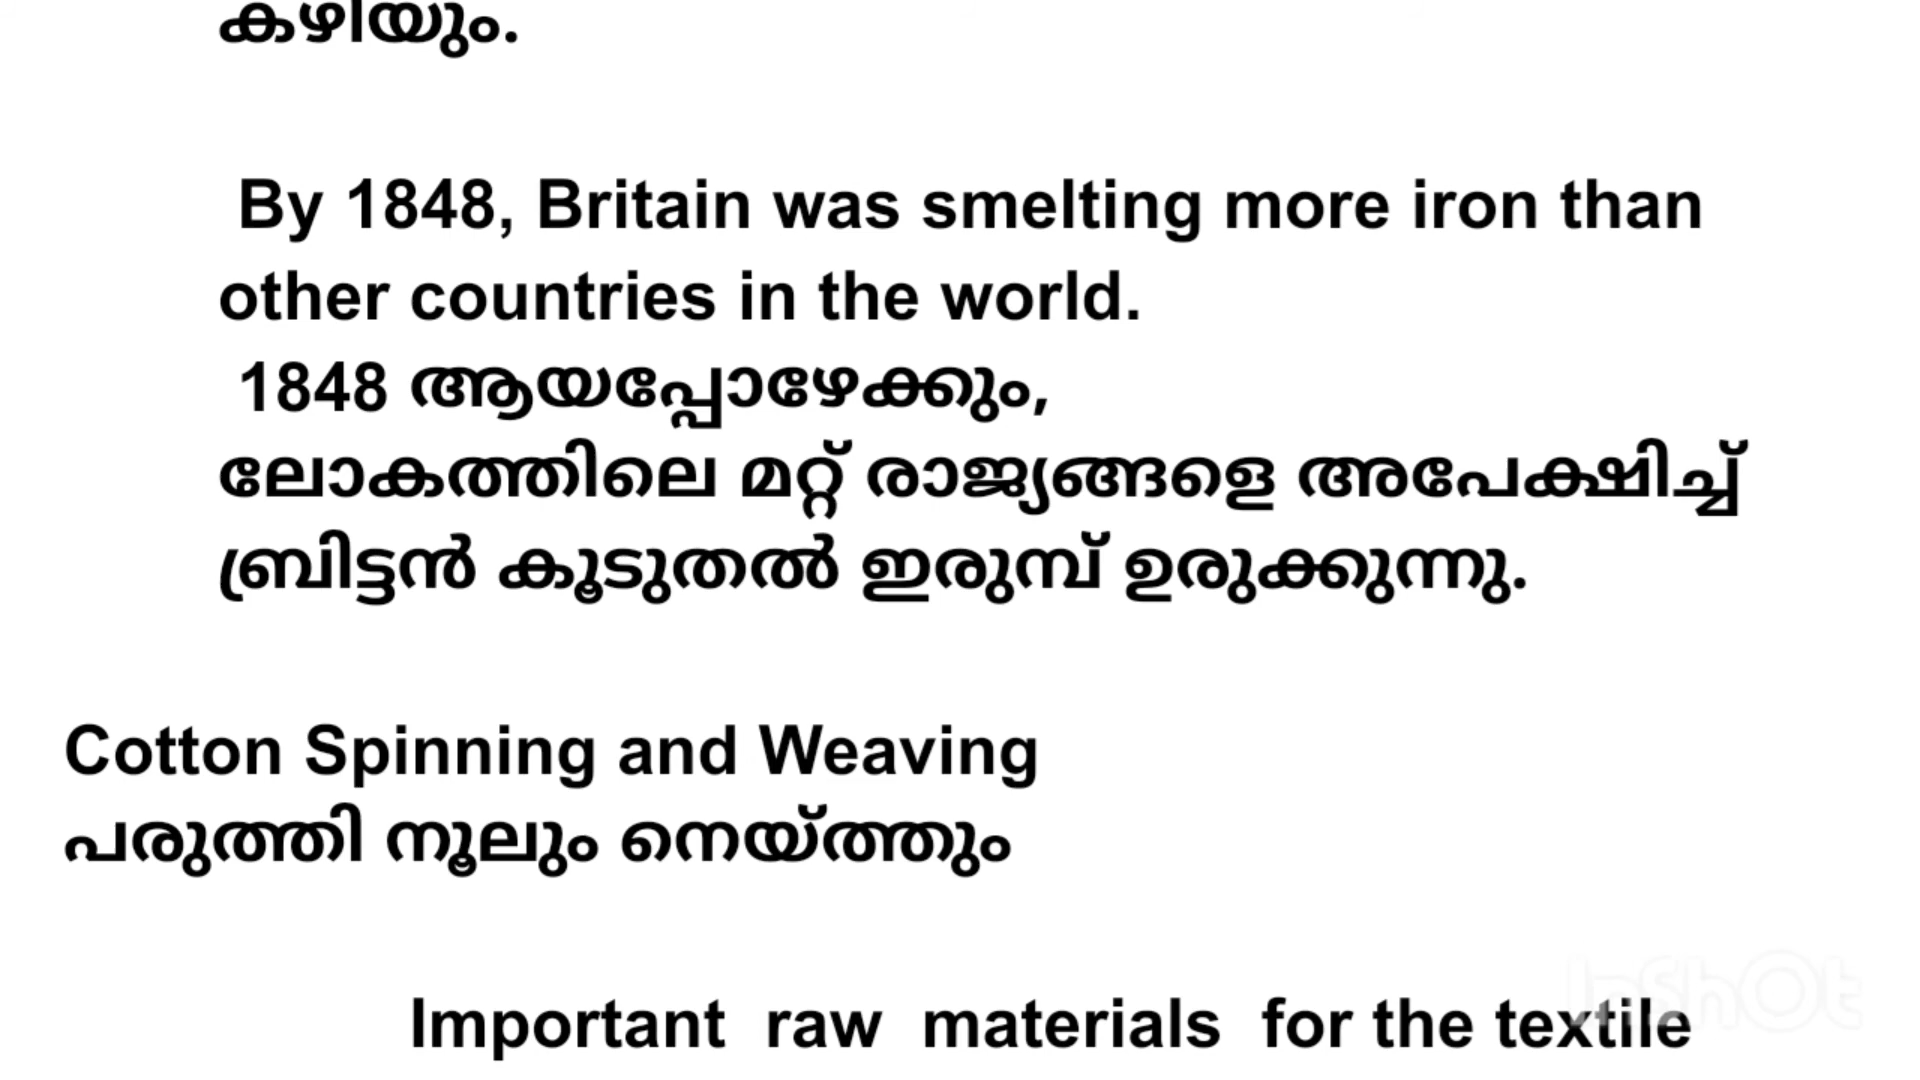 കഴിയും.
By 1848, Britain was smelting more iron than
other countries in the world.
1848 ആയപ്പോഴേക്കും,
ലോകത്തിലെ മറ്റ് രാജ്യങ്ങളെ അപേക്ഷിച്ച്
ബ്രിട്ടൻ കൂടുതൽ ഇരുമ്പ് ഉരുക്കുന്നു.
Cotton Spinning and Weaving
പരുത്തി നൂലും നെയ്ത്തും
Important raw materials for the textile
InShOt